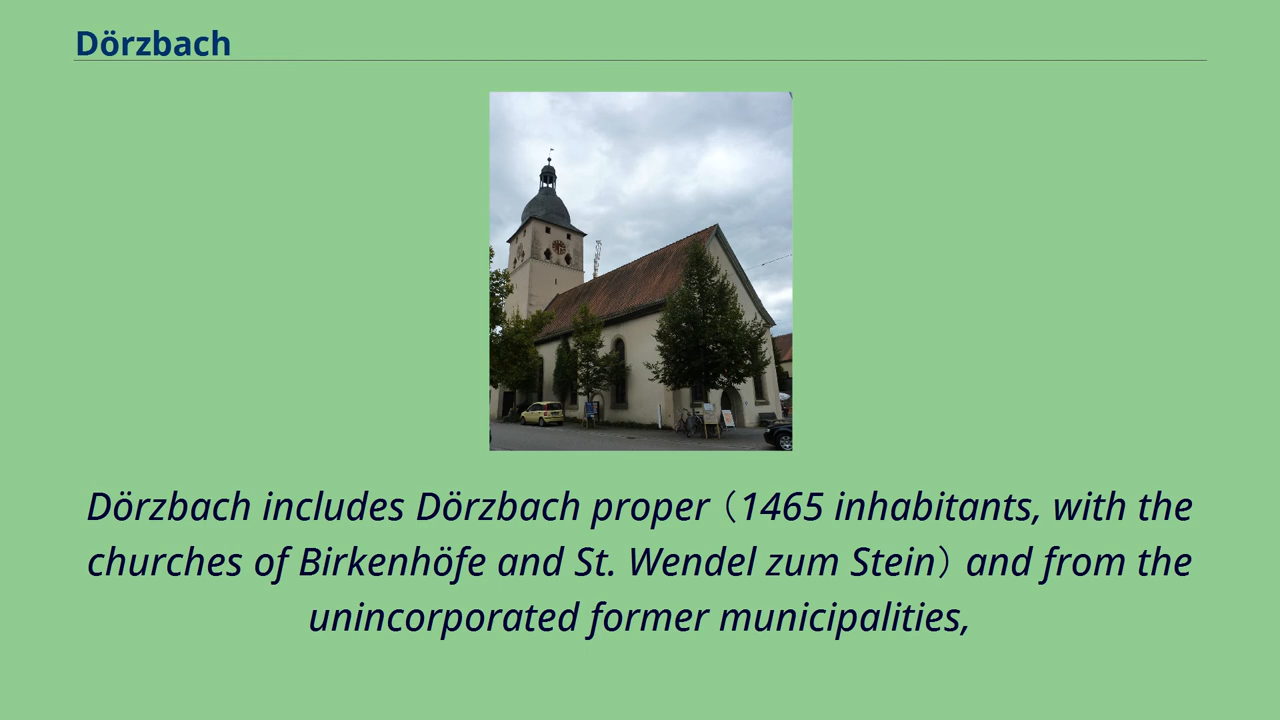 Dörzbach
Dörzbach includes Dörzbach proper（1465 inhabitants, with the
churches of Birkenhöfe and St. Wendel zum Stein）and from the
unincorporated former municipalities,